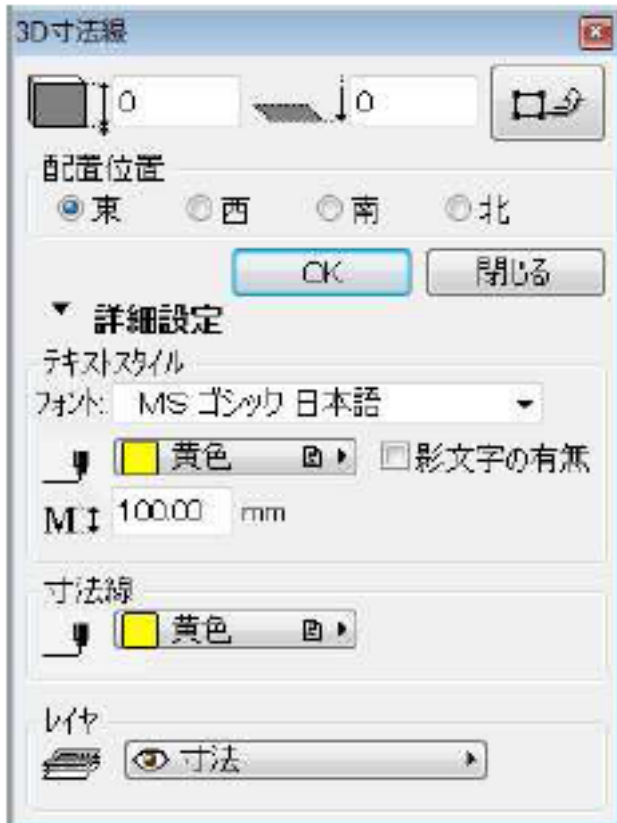 3D寸法線
0 0
配置位置
東 西 南 北
OK 閉じる
詳細設定
テキストスタイル
フォント: MS ゴシック 日本語
黄色 影文字の有無
M 100.00 mm
寸法線
黄色
レイヤ
寸法